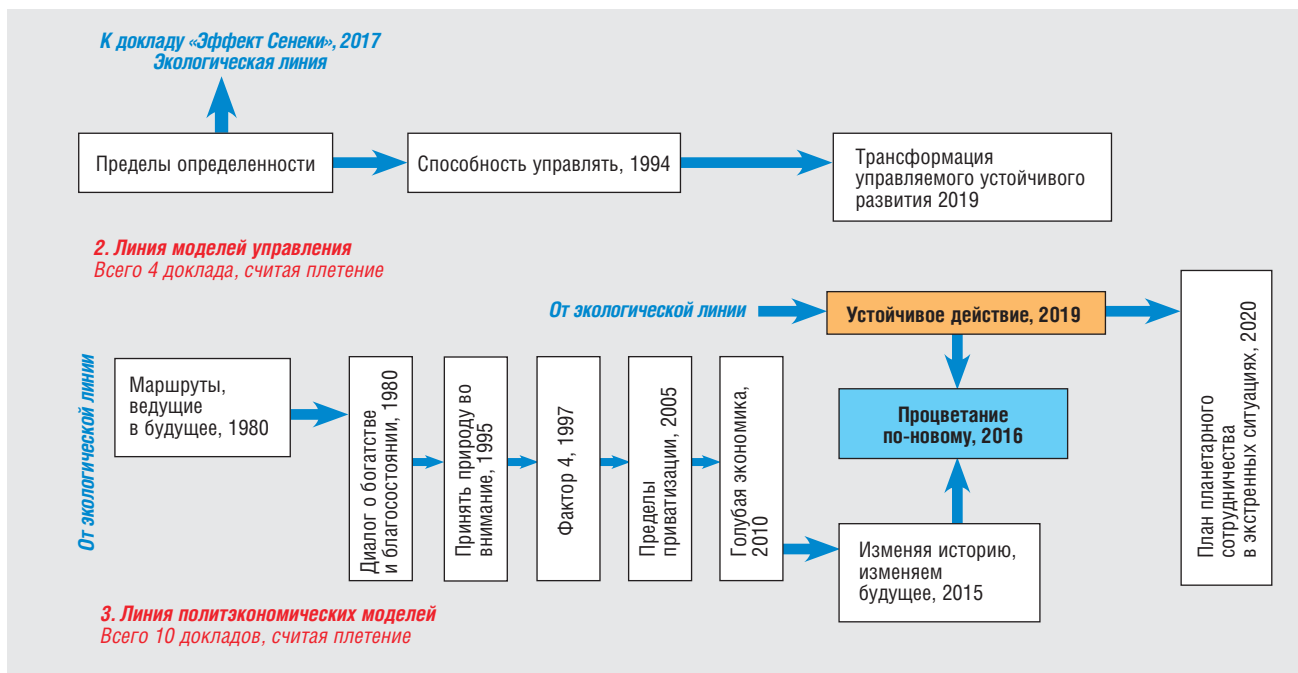 К докладу «Эффект Сенеки», 2017
Экологическая линия
Пределы определенности
Способность управлять, 1994
Трансформация
управляемого устойчивого
развития 2019
2. Линия моделей управления
Всего 4 доклада, считая плетение
От экологической линии
Устойчивое действие, 2019
План планетарного
сотрудничества
в экстренных ситуациях, 2020
От экологической линии
Маршруты,
ведущие
в будущее, 1980
Диалог о богатстве
и благосостоянии, 1980
Принять природу во
внимание, 1995
Фактор 4, 1997
Пределы
приватизации, 2005
Голубая экономика,
2010
Процветание
по-новому, 2016
Изменяя историю,
изменяем
будущее, 2015
3. Линия политэкономических моделей
Всего 10 докладов, считая плетение